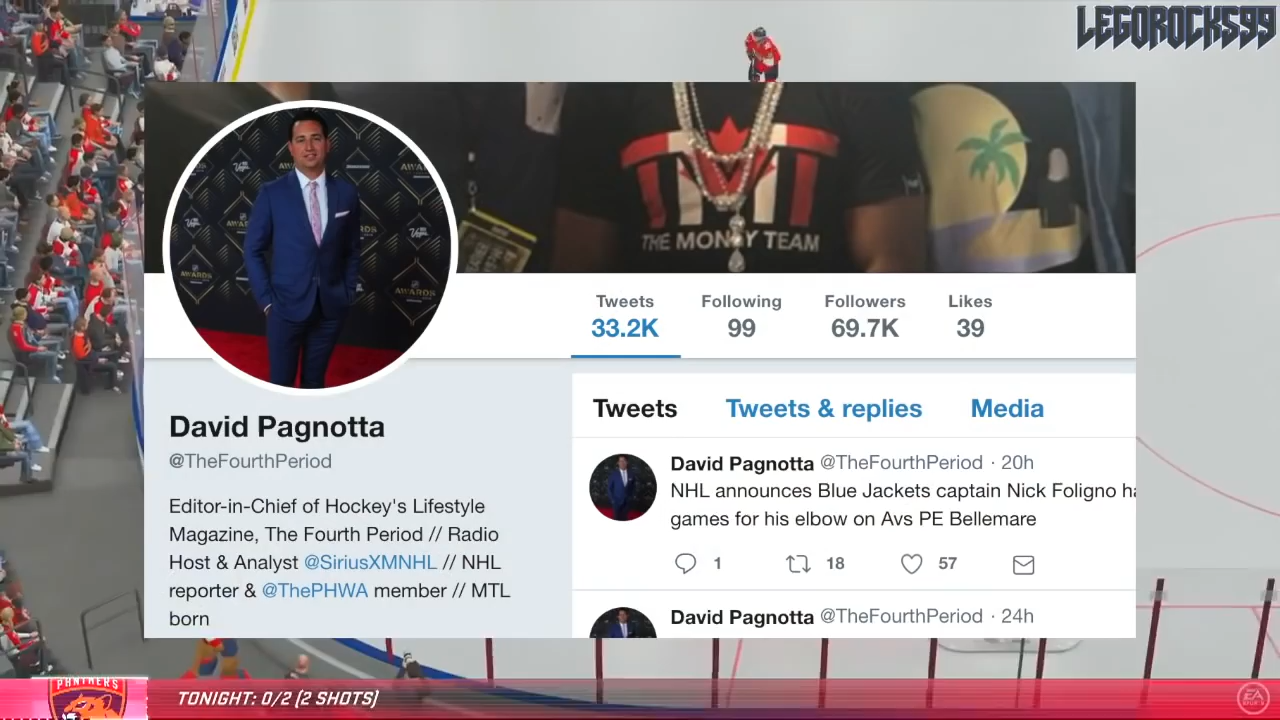 LEGOROCKS99
THE MONEY TEAM
AWARDS
Tweets Following Followers Likes
33.2K 99 69.7K 39
David Pagnotta
@TheFourthPeriod
Editor-in-Chief of Hockey's Lifestyle
Magazine, The Fourth Period // Radio
Host & Analyst @SiriusXMNHL // NHL
reporter & @ThePHWA member // MTL
born
Tweets Tweets & replies Media
David Pagnotta @TheFourthPeriod · 20h
NHL announces Blue Jackets captain Nick Foligno ha
games for his elbow on Avs PE Bellemare
1 18 57
David Pagnotta @TheFourthPeriod · 24h
PANTHERS
TONIGHT: 0/2 (2 SHOTS)
EA
SPORTS